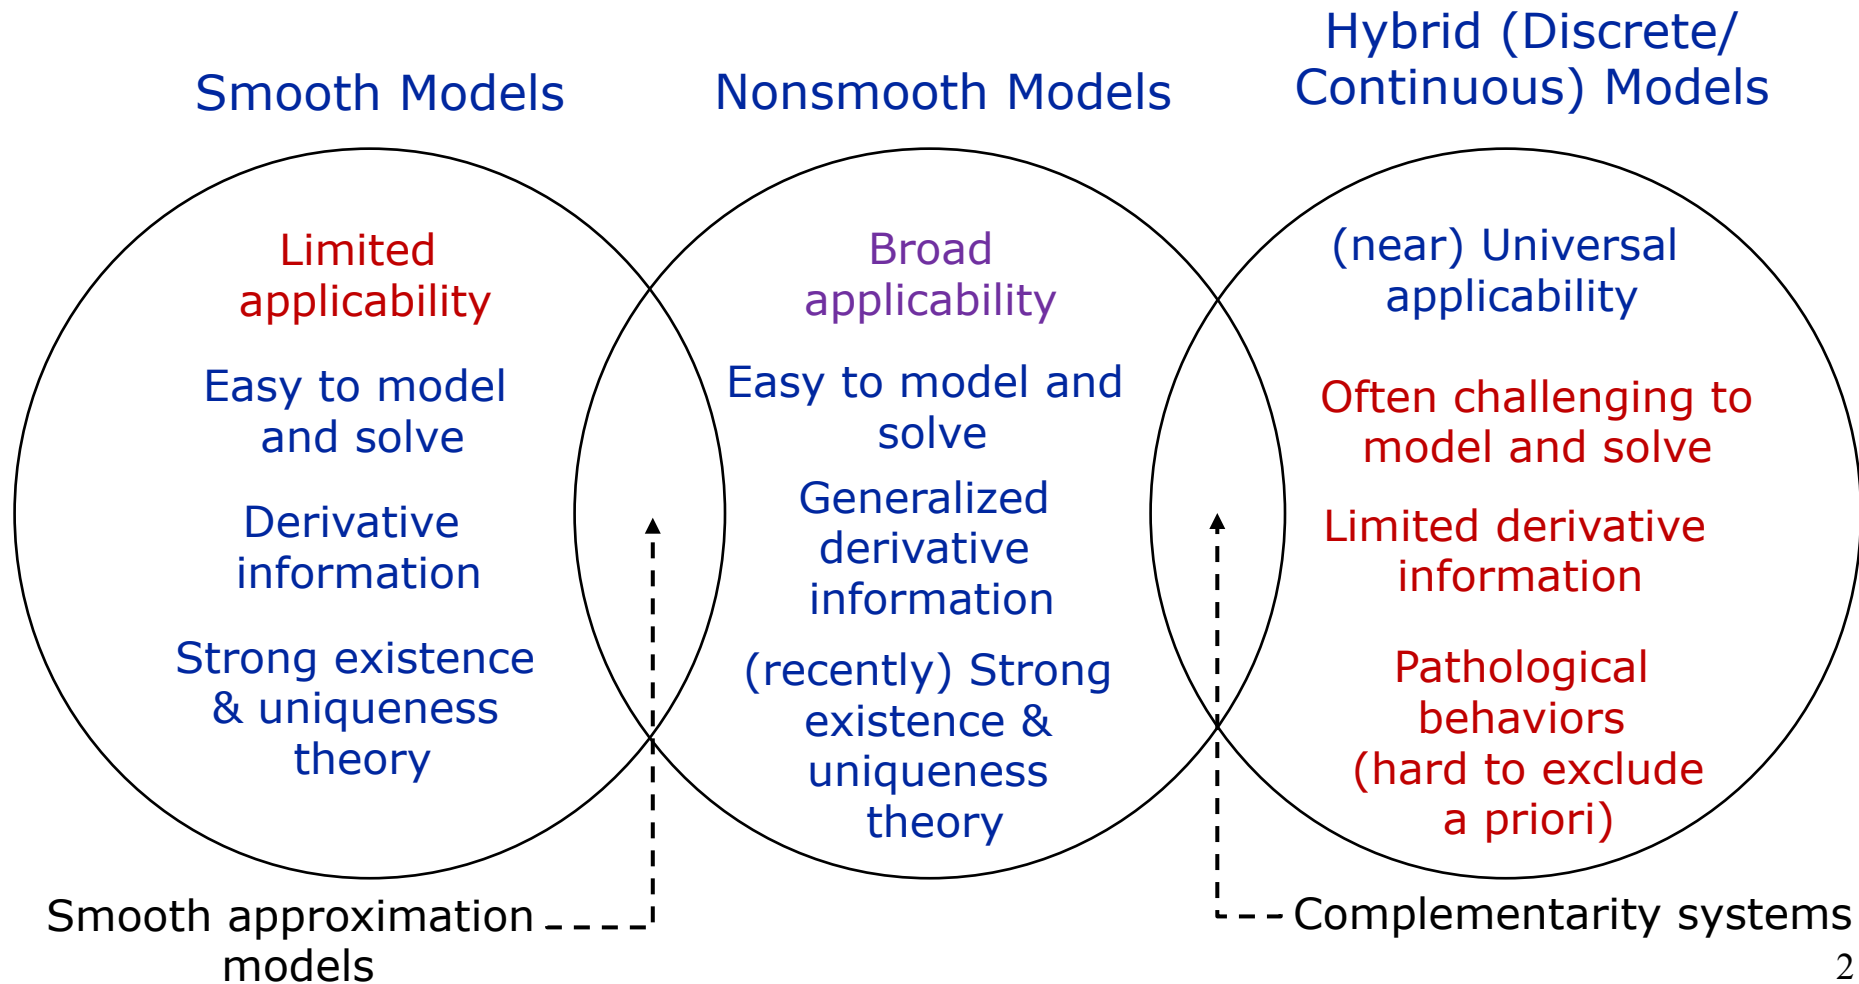 Smooth Models
Nonsmooth Models
Hybrid (Discrete/
Continuous) Models
Limited
applicability
Easy to model
and solve
Derivative
information
Strong existence
& uniqueness
theory
Broad
applicability
Easy to model and
solve
Generalized
derivative
information
(recently) Strong
existence &
uniqueness
theory
(near) Universal
applicability
Often challenging to
model and solve
Limited derivative
information
Pathological
behaviors
(hard to exclude
a priori)
Smooth approximation
models
Complementarity systems
2